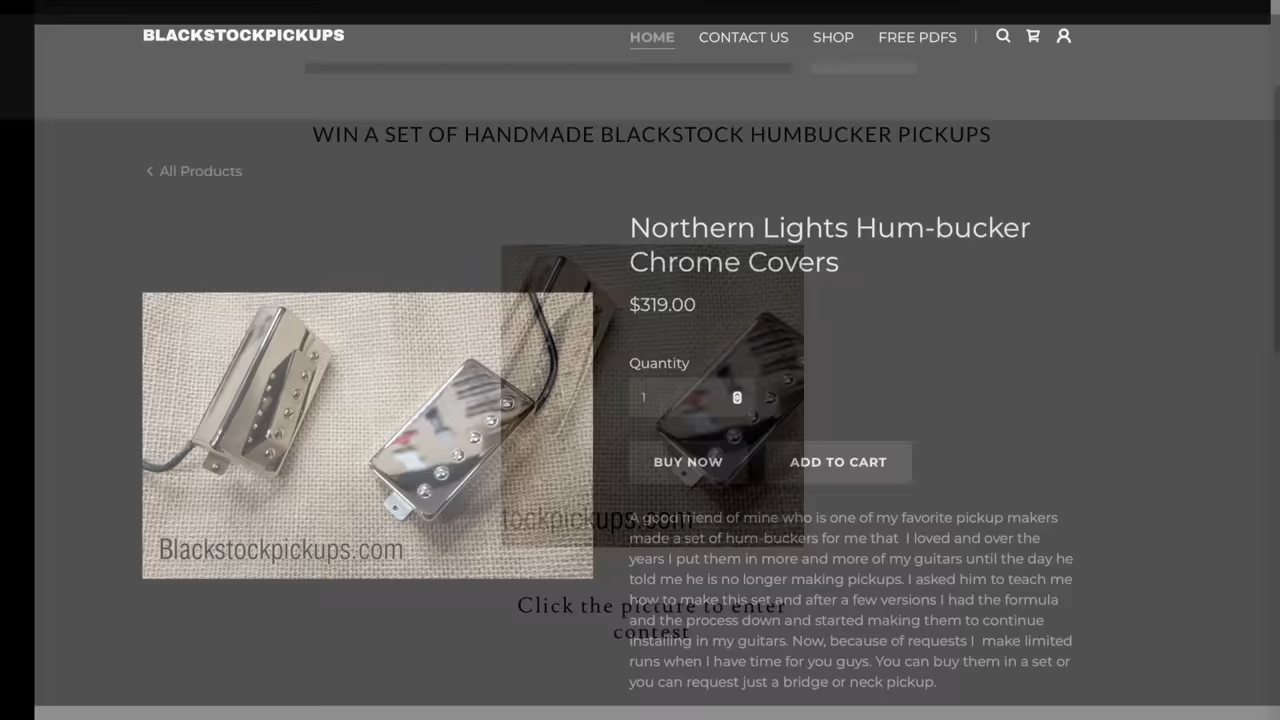 BLACKSTOCKPICKUPS
HOME CONTACT US SHOP FREE PDFS
WIN A SET OF HANDMADE BLACKSTOCK HUMBUCKER PICKUPS
All Products
Northern Lights Hum-bucker
Chrome Covers
$319.00
Quantity
1
BUY NOW ADD TO CART
Blackstockpickups.com
tockpickups.com
A good friend of mine who is one of my favorite pickup makers
made a set of hum-buckers for me that I loved and over the
years I put them in more and more of my guitars until the day he
told me he is no longer making pickups. I asked him to teach me
how to make this set and after a few versions I had the formula
and the process down and started making them to continue
installing in my guitars. Now, because of requests I make limited
runs when I have time for you guys. You can buy them in a set or
you can request just a bridge or neck pickup.
Click the picture to enter
contest